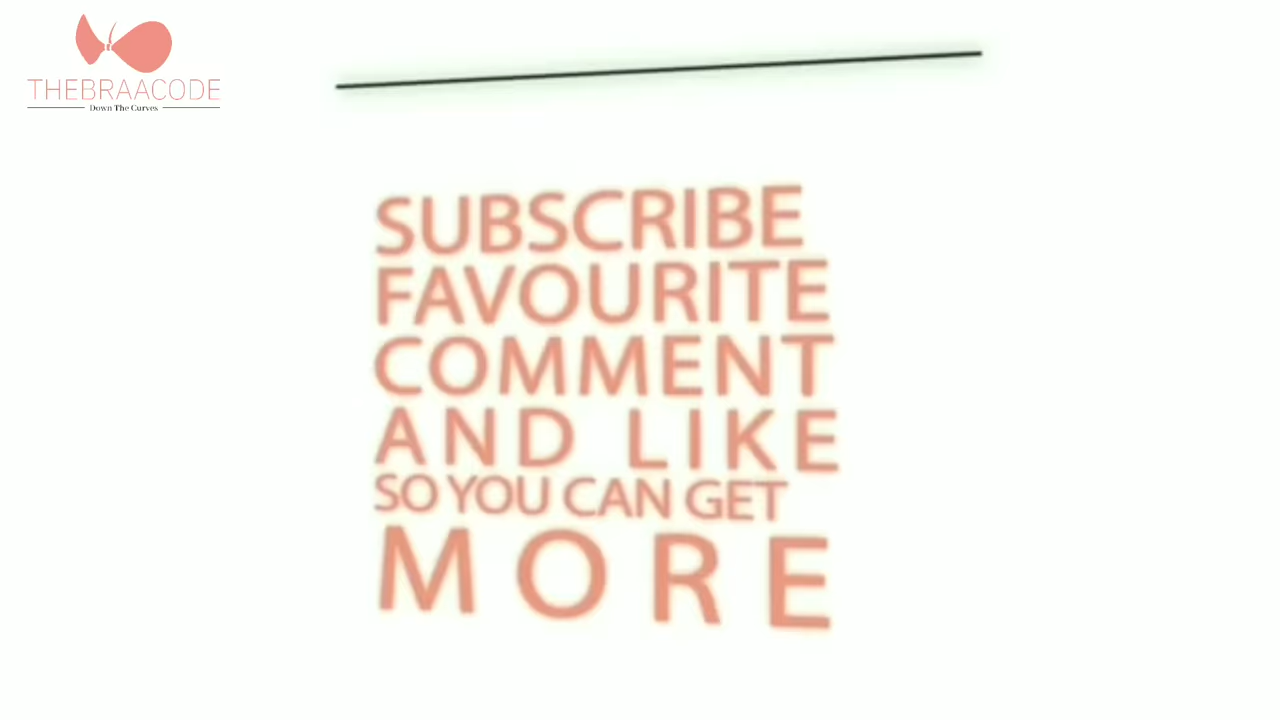 THEBRAACODE
Down The Curves
SUBSCRIBE
FAVOURITE
COMMENT
AND LIKE
SO YOU CAN GET
MORE